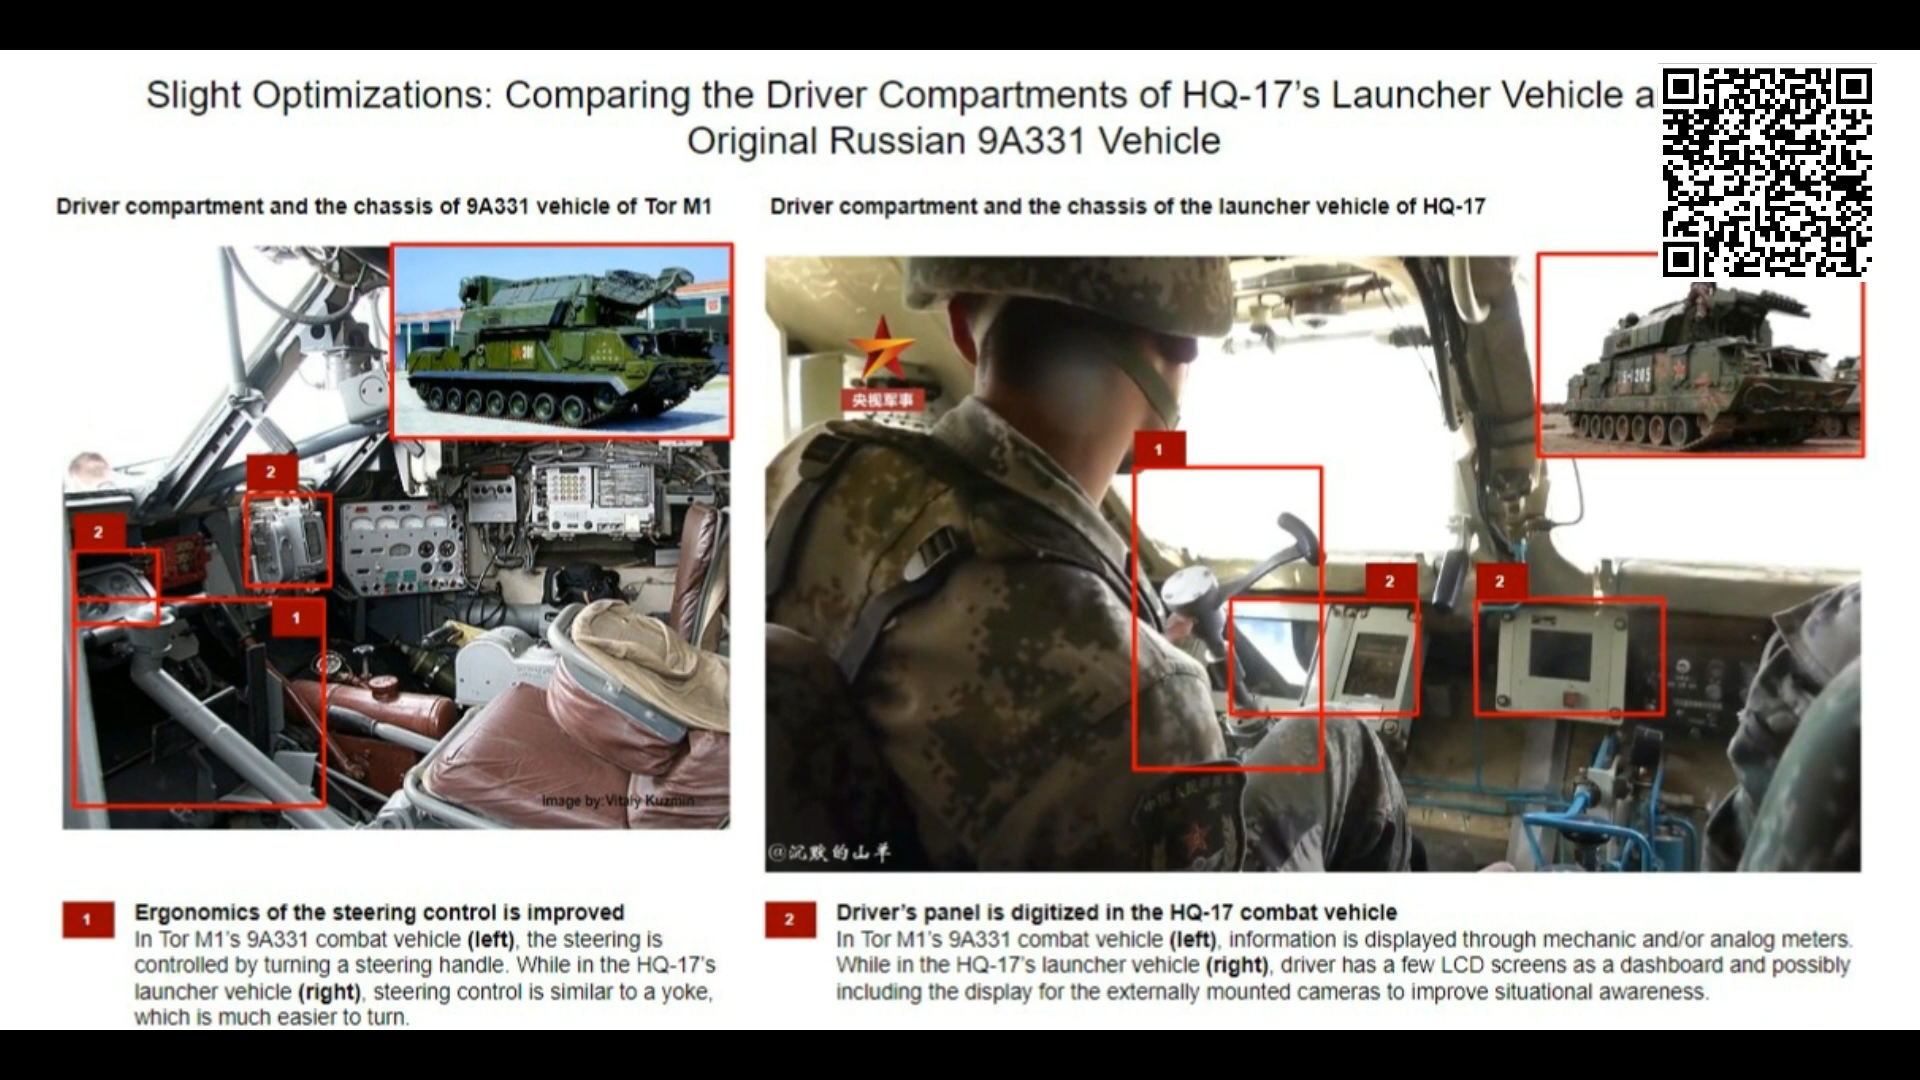 Slight Optimizations: Comparing the Driver Compartments of HQ-17's Launcher Vehicle a
Original Russian 9A331 Vehicle
Driver compartment and the chassis of 9A331 vehicle of Tor M1
Driver compartment and the chassis of the launcher vehicle of HQ-17
381
央视军事
205
1
2
2
2
2
1
Image by: Vitaly Kuzmin
@沉默的山羊
1
Ergonomics of the steering control is improved
In Tor M1's 9A331 combat vehicle (left), the steering is
controlled by turning a steering handle. While in the HQ-17's
launcher vehicle (right), steering control is similar to a yoke,
which is much easier to turn.
2
Driver's panel is digitized in the HQ-17 combat vehicle
In Tor M1's 9A331 combat vehicle (left), information is displayed through mechanic and/or analog meters.
While in the HQ-17's launcher vehicle (right), driver has a few LCD screens as a dashboard and possibly
including the display for the externally mounted cameras to improve situational awareness.